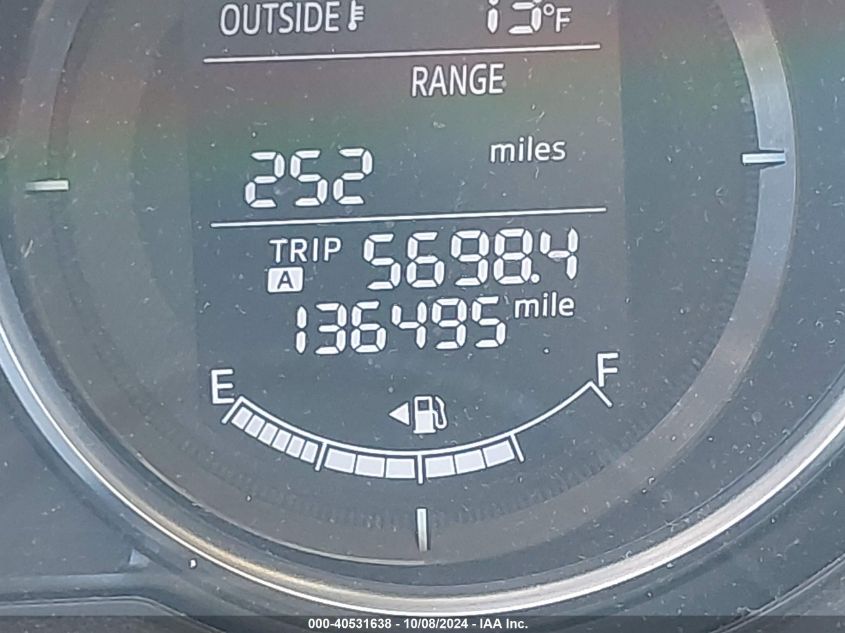 OUTSIDE °F
RANGE
252 miles
TRIP A 5698.4
136495 mile
E F
000-40531638 - 10/08/2024 - IAA Inc.